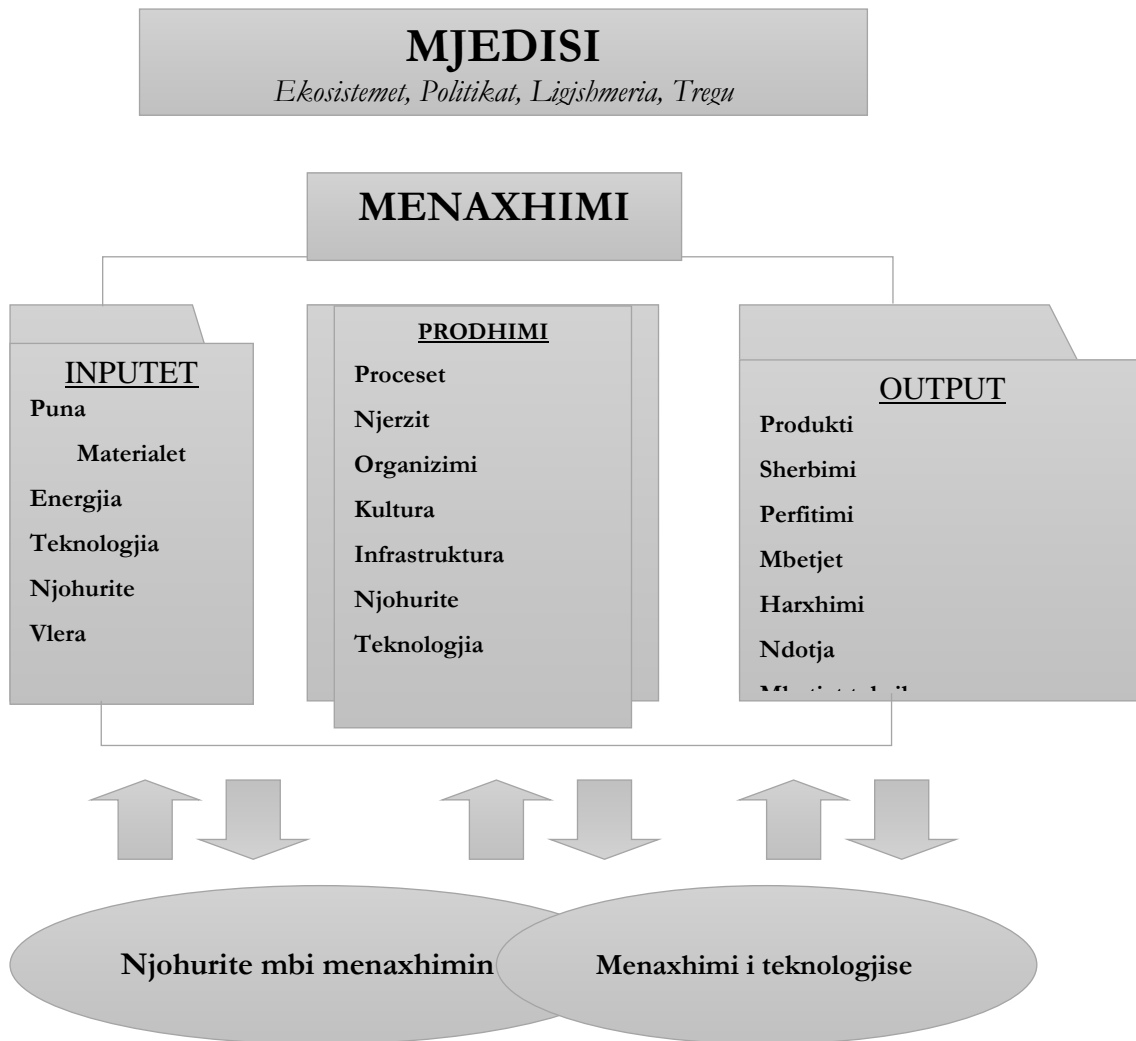 MJEDISI
Ekosistemet, Politikat, Ligjshmeria, Tregu
MENAXHIMI
INPUTET
Puna
Materialet
Energjia
Teknologjia
Njohurite
Vlera
PRODHIMI
Proceset
Njerzit
Organizimi
Kultura
Infrastruktura
Njohurite
Teknologjia
OUTPUT
Produkti
Sherbimi
Perfitimi
Mbetjet
Harxhimi
Ndotja
Njohurite mbi menaxhimin
Menaxhimi i teknologjise